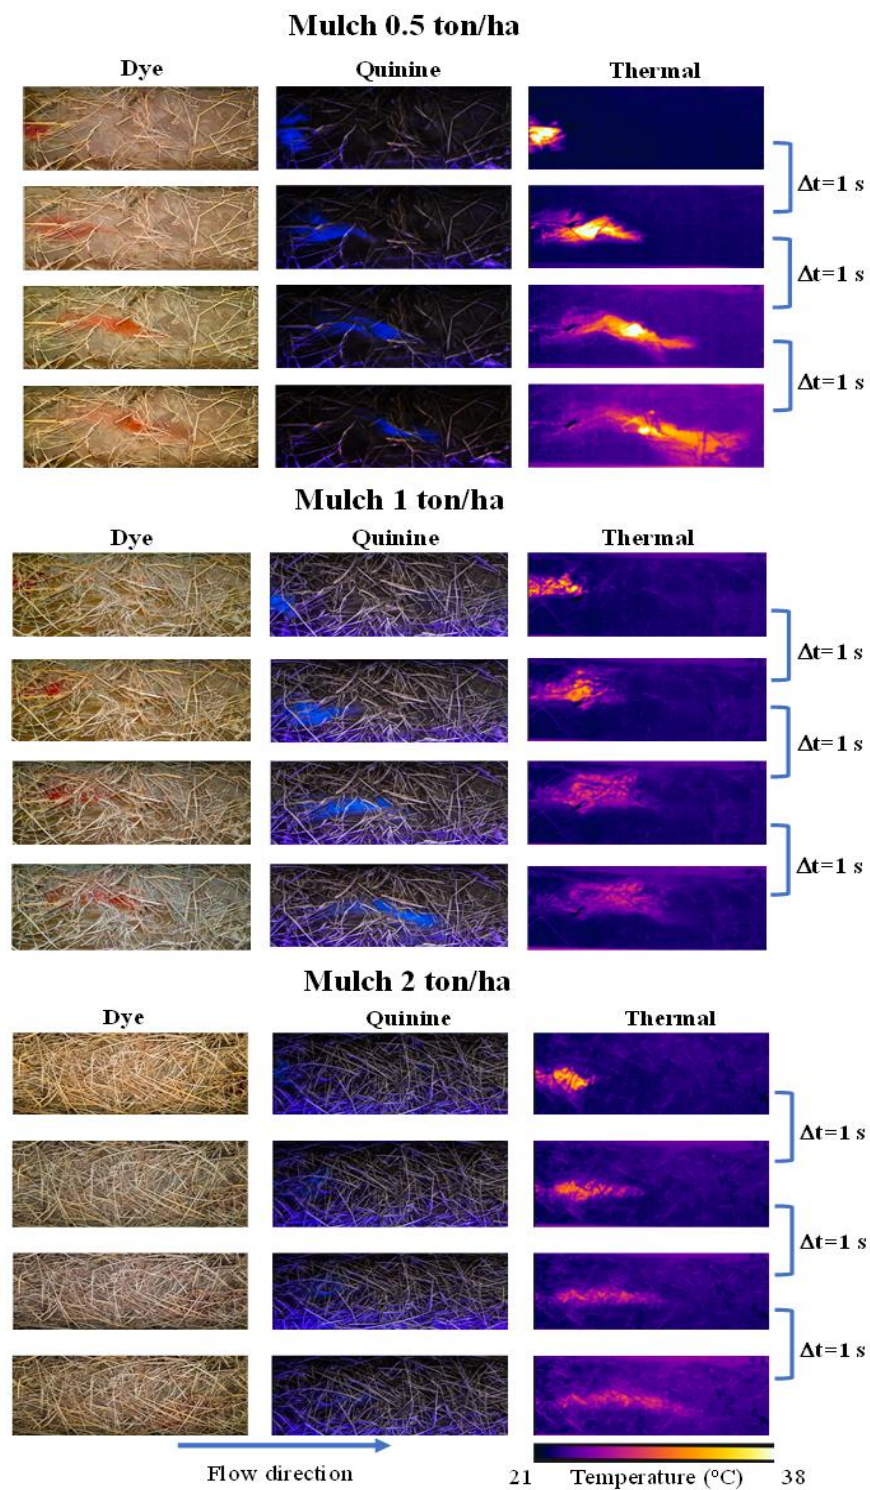 Mulch 0.5 ton/ha
Dye Quinine Thermal
Δt=1 s
Δt=1 s
Δt=1 s
Mulch 1 ton/ha
Dye Quinine Thermal
Δt=1 s
Δt=1 s
Δt=1 s
Mulch 2 ton/ha
Dye Quinine Thermal
Δt=1 s
Δt=1 s
Δt=1 s
Flow direction
21 Temperature (°C) 38